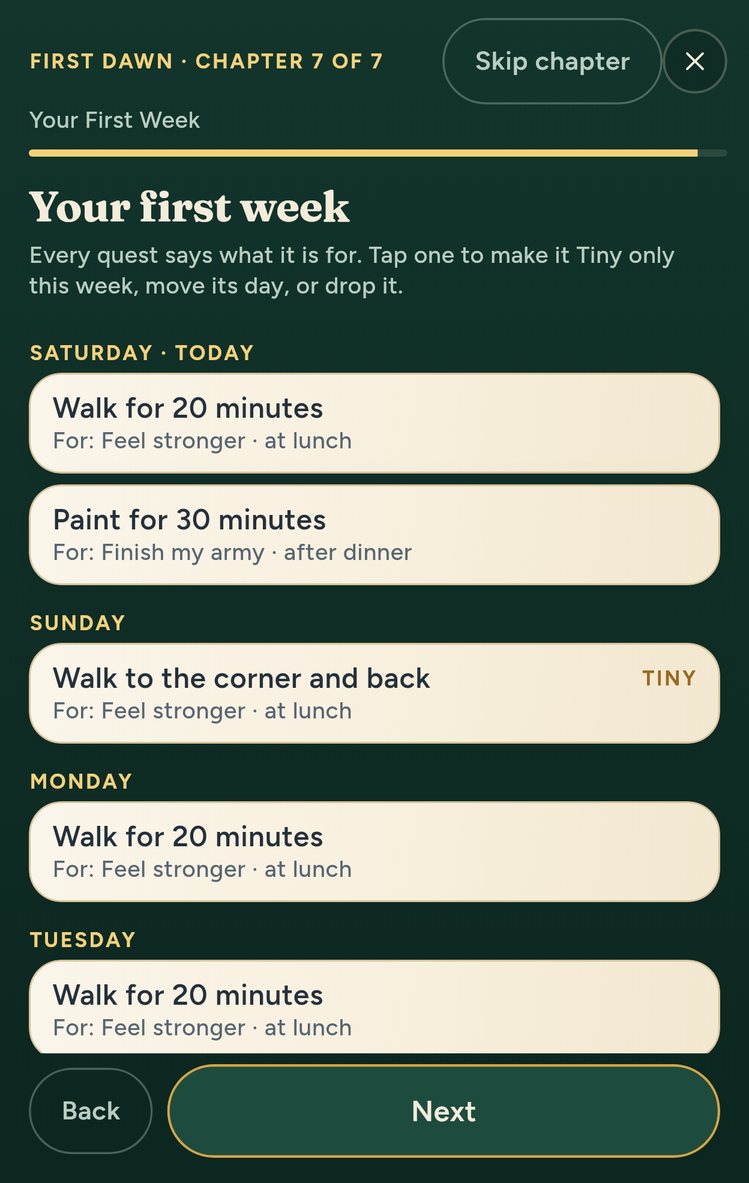 FIRST DAWN · CHAPTER 7 OF 7
Skip chapter
Your First Week
Your first week
Every quest says what it is for. Tap one to make it Tiny only
this week, move its day, or drop it.
SATURDAY · TODAY
Walk for 20 minutes
For: Feel stronger · at lunch
Paint for 30 minutes
For: Finish my army · after dinner
SUNDAY
Walk to the corner and back
TINY
For: Feel stronger · at lunch
MONDAY
Walk for 20 minutes
For: Feel stronger · at lunch
TUESDAY
Walk for 20 minutes
For: Feel stronger · at lunch
Back
Next